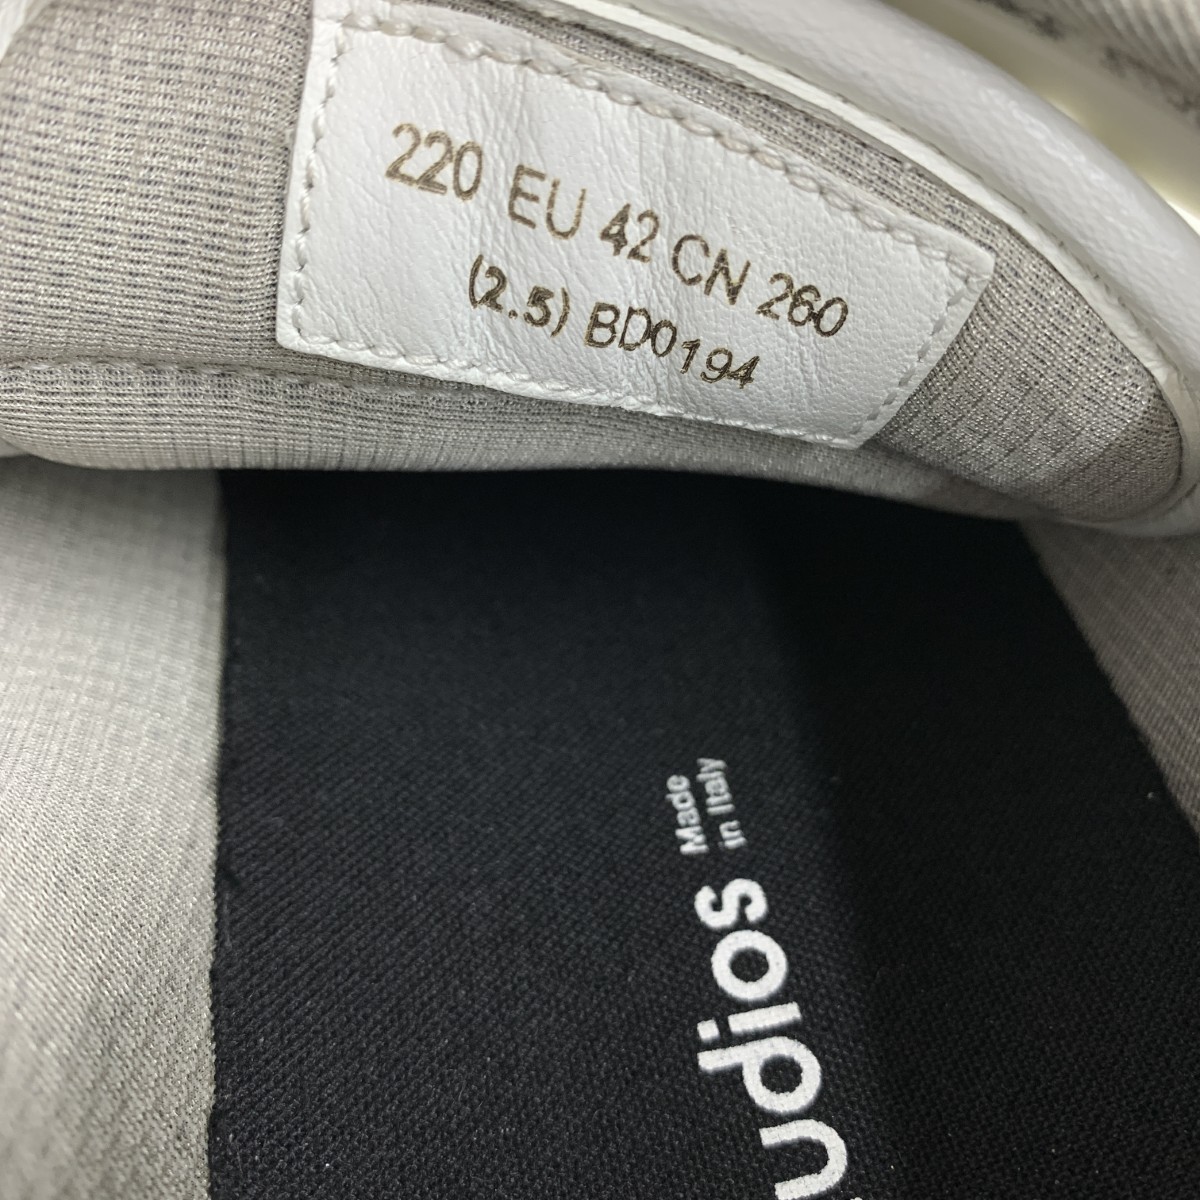 220 EU 42 CN 260
(2.5) BD0194
Made
in Italy
udios